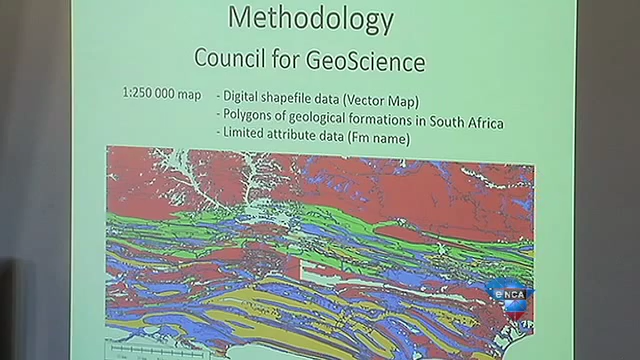 Methodology
Council for GeoScience
1:250 000 map - Digital shapefile data (Vector Map)
- Polygons of geological formations in South Africa
- Limited attribute data (Fm name)
eNCA